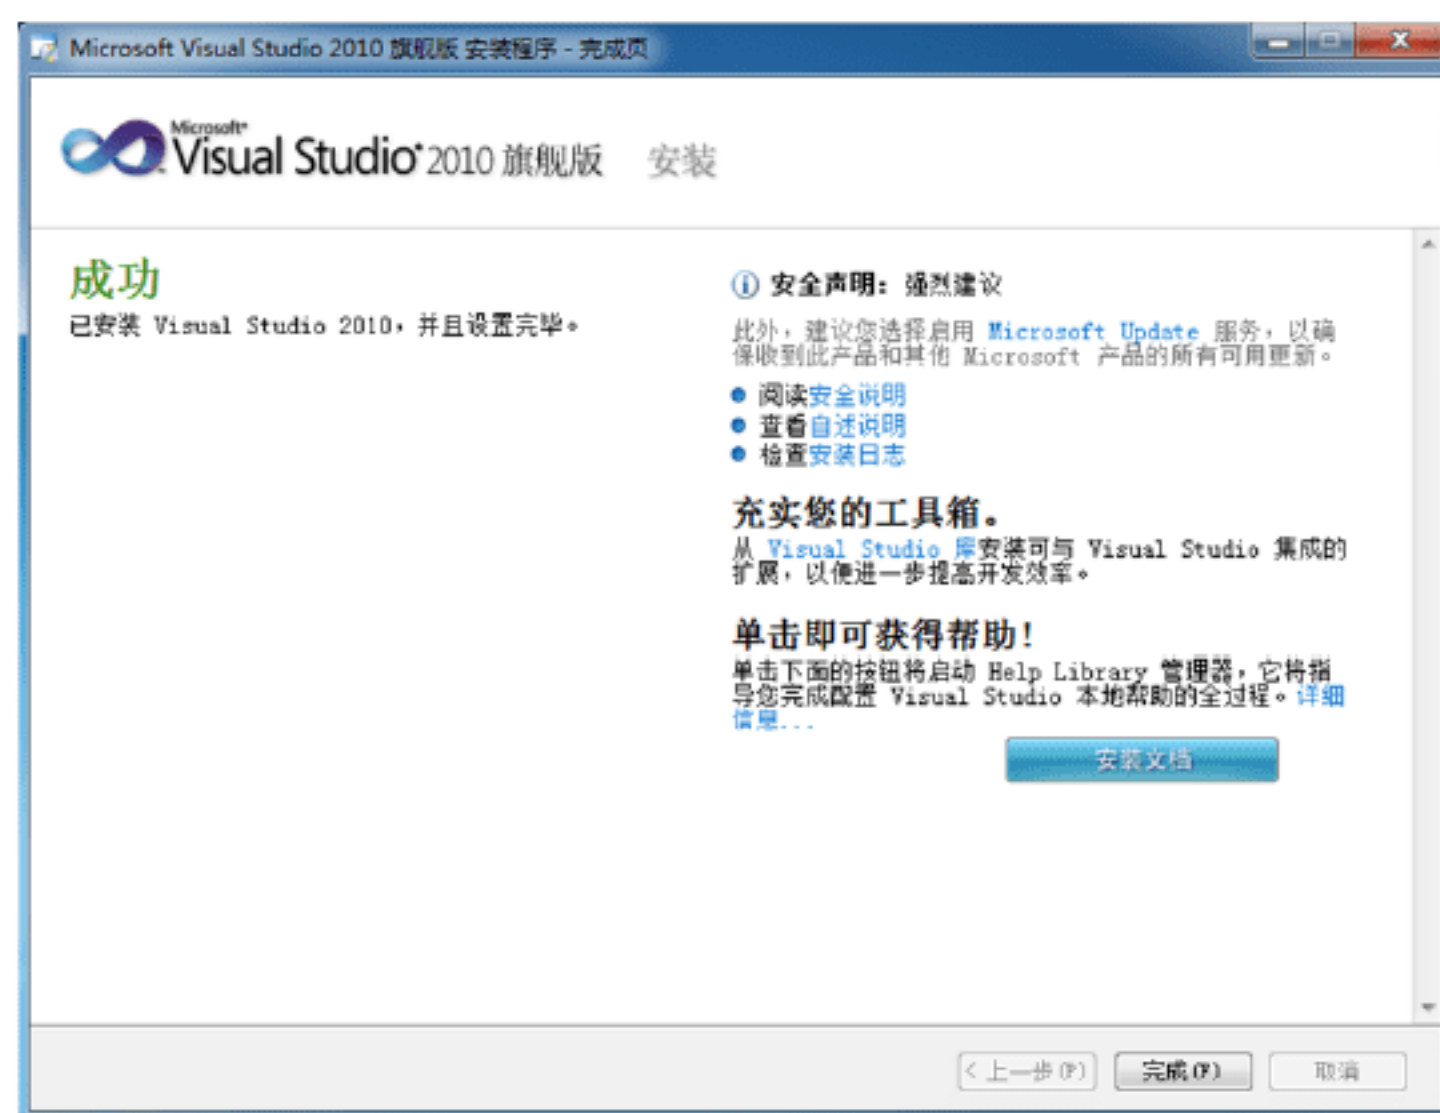 Microsoft Visual Studio 2010 旗舰版 安装程序 - 完成页
Microsoft
Visual Studio 2010 旗舰版 安装
成功
已安装 Visual Studio 2010，并且设置完毕。
安全声明：强烈建议
此外，建议您选择启用 Microsoft Update 服务，以确
保收到此产品和其他 Microsoft 产品的所有可用更新。
阅读安全说明
查看自述说明
检查安装日志
充实您的工具箱。
从 Visual Studio 库安装可与 Visual Studio 集成的
扩展，以便进一步提高开发效率。
单击即可获得帮助！
单击下面的按钮将启动 Help Library 管理器，它将指
导您完成配置 Visual Studio 本地帮助的全过程。详细
信息...
安装文档
< 上一步(P)
完成(F)
取消